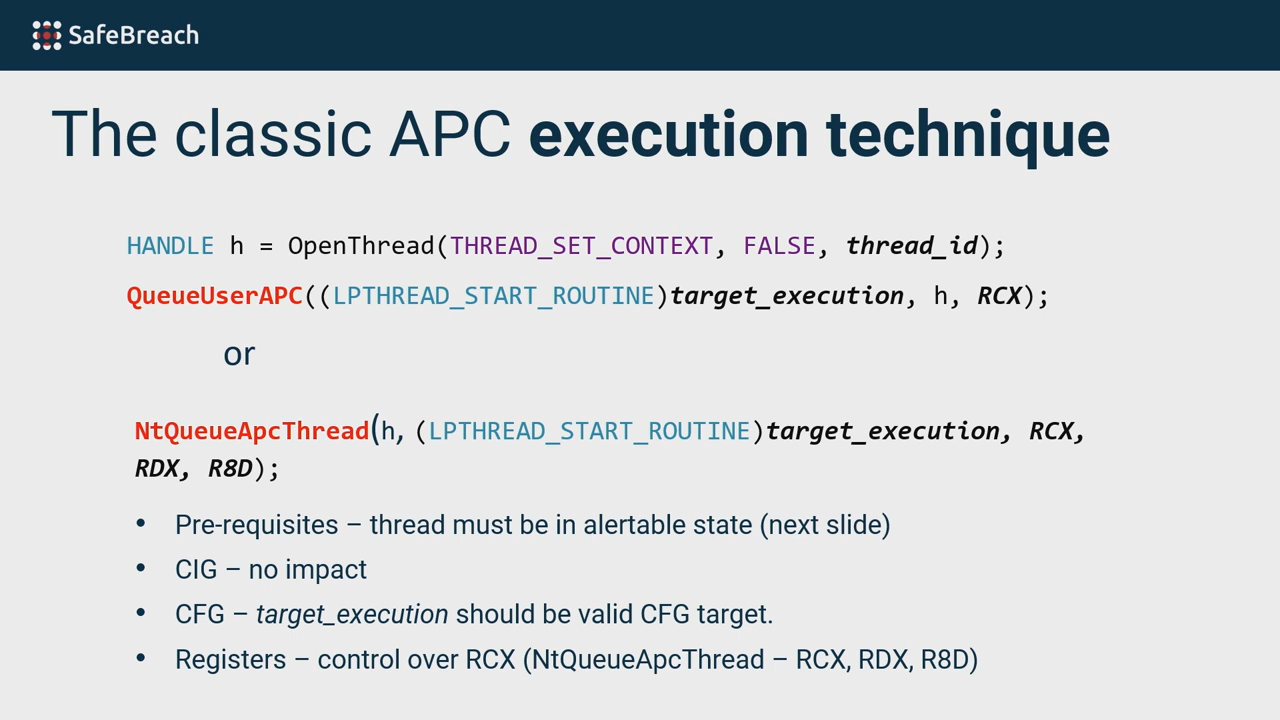 SafeBreach
The classic APC execution technique
HANDLE h = OpenThread(THREAD_SET_CONTEXT, FALSE, thread_id);
QueueUserAPC((LPTHREAD_START_ROUTINE)target_execution, h, RCX);
or
NtQueueApcThread(h, (LPTHREAD_START_ROUTINE)target_execution, RCX,
RDX, R8D);
• Pre-requisites – thread must be in alertable state (next slide)
• CIG – no impact
• CFG – target_execution should be valid CFG target.
• Registers – control over RCX (NtQueueApcThread – RCX, RDX, R8D)